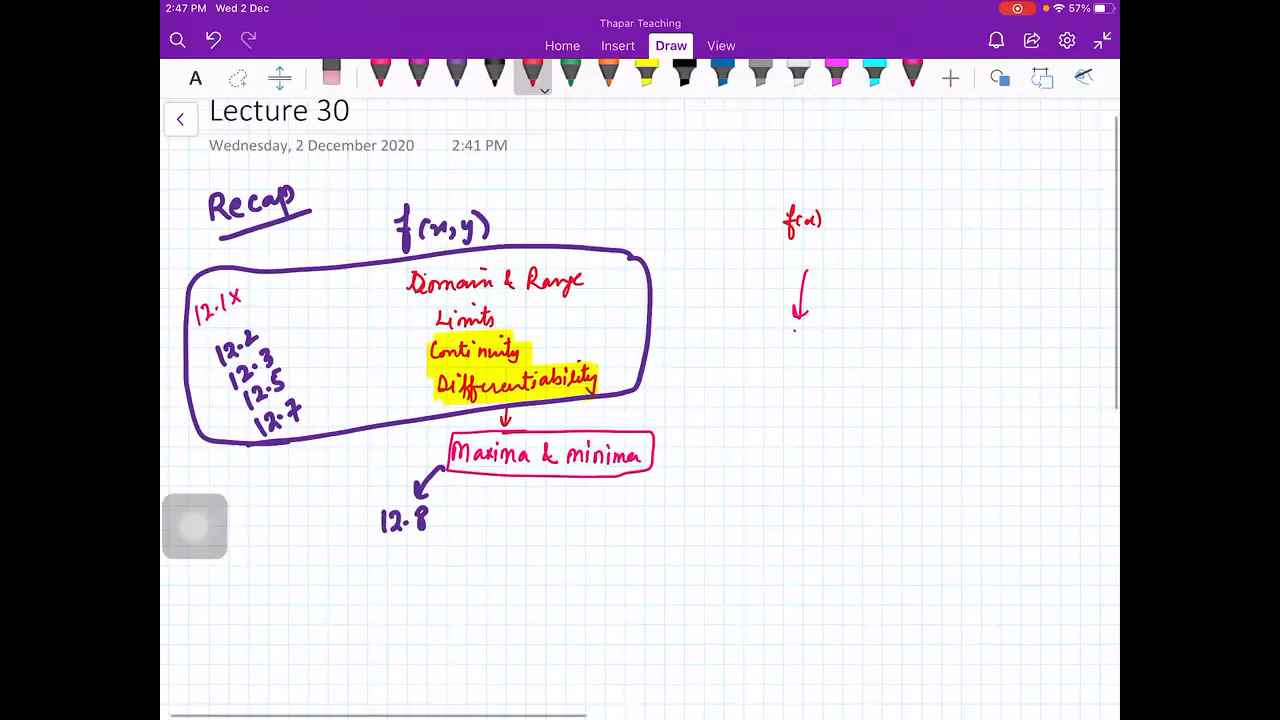 2:47 PM Wed 2 Dec
57%
Thapar Teaching
Home Insert Draw View
A
Lecture 30
Wednesday, 2 December 2020 2:41 PM
Recap
f(x,y)
f(x)
Domain & Range
12.1x
Limits
12.2
Continuity
12.3
Differentiability
12.5
12.7
Maxima & minima
12.8